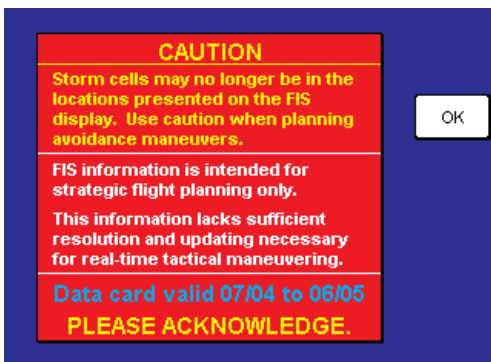 CAUTION
Storm cells may no longer be in the
locations presented on the FIS
display.  Use caution when planning
avoidance maneuvers.
FIS information is intended for
strategic flight planning only.
This information lacks sufficient
resolution and updating necessary
for real-time tactical maneuvering.
Data card valid 07/04 to 06/05
PLEASE ACKNOWLEDGE.
OK